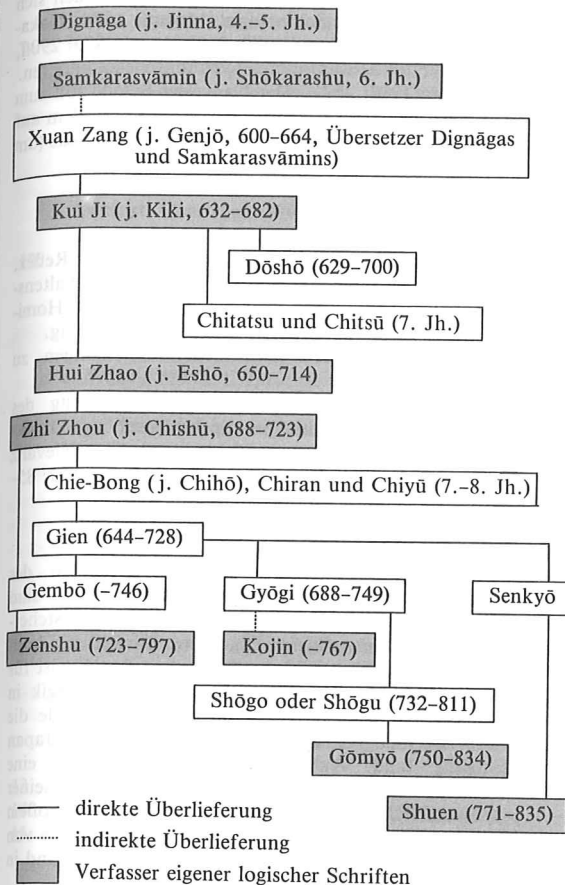 Dignāga (j. Jinna, 4.–5. Jh.)
Samkarasvāmin (j. Shōkarashu, 6. Jh.)
Xuan Zang (j. Genjō, 600–664, Übersetzer Dignāgas
und Samkarasvāmins)
Kui Ji (j. Kiki, 632–682)
Dōshō (629–700)
Chitatsu und Chitsū (7. Jh.)
Hui Zhao (j. Eshō, 650–714)
Zhi Zhou (j. Chishū, 688–723)
Chie-Bong (j. Chihō), Chiran und Chiyū (7.–8. Jh.)
Gien (644–728)
Gembō (–746) Gyōgi (688–749) Senkyō
Zenshu (723–797) Kojin (–767)
Shōgo oder Shōgu (732–811)
Gōmyō (750–834)
Shuen (771–835)
direkte Überlieferung
indirekte Überlieferung
Verfasser eigener logischer Schriften